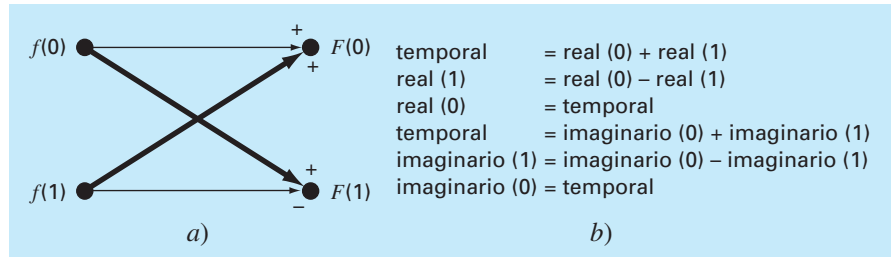 f(0)
+
+
F(0)
f(1)
+
–
F(1)
a)
temporal = real (0) + real (1)
real (1) = real (0) – real (1)
real (0) = temporal
temporal = imaginario (0) + imaginario (1)
imaginario (1) = imaginario (0) – imaginario (1)
imaginario (0) = temporal
b)